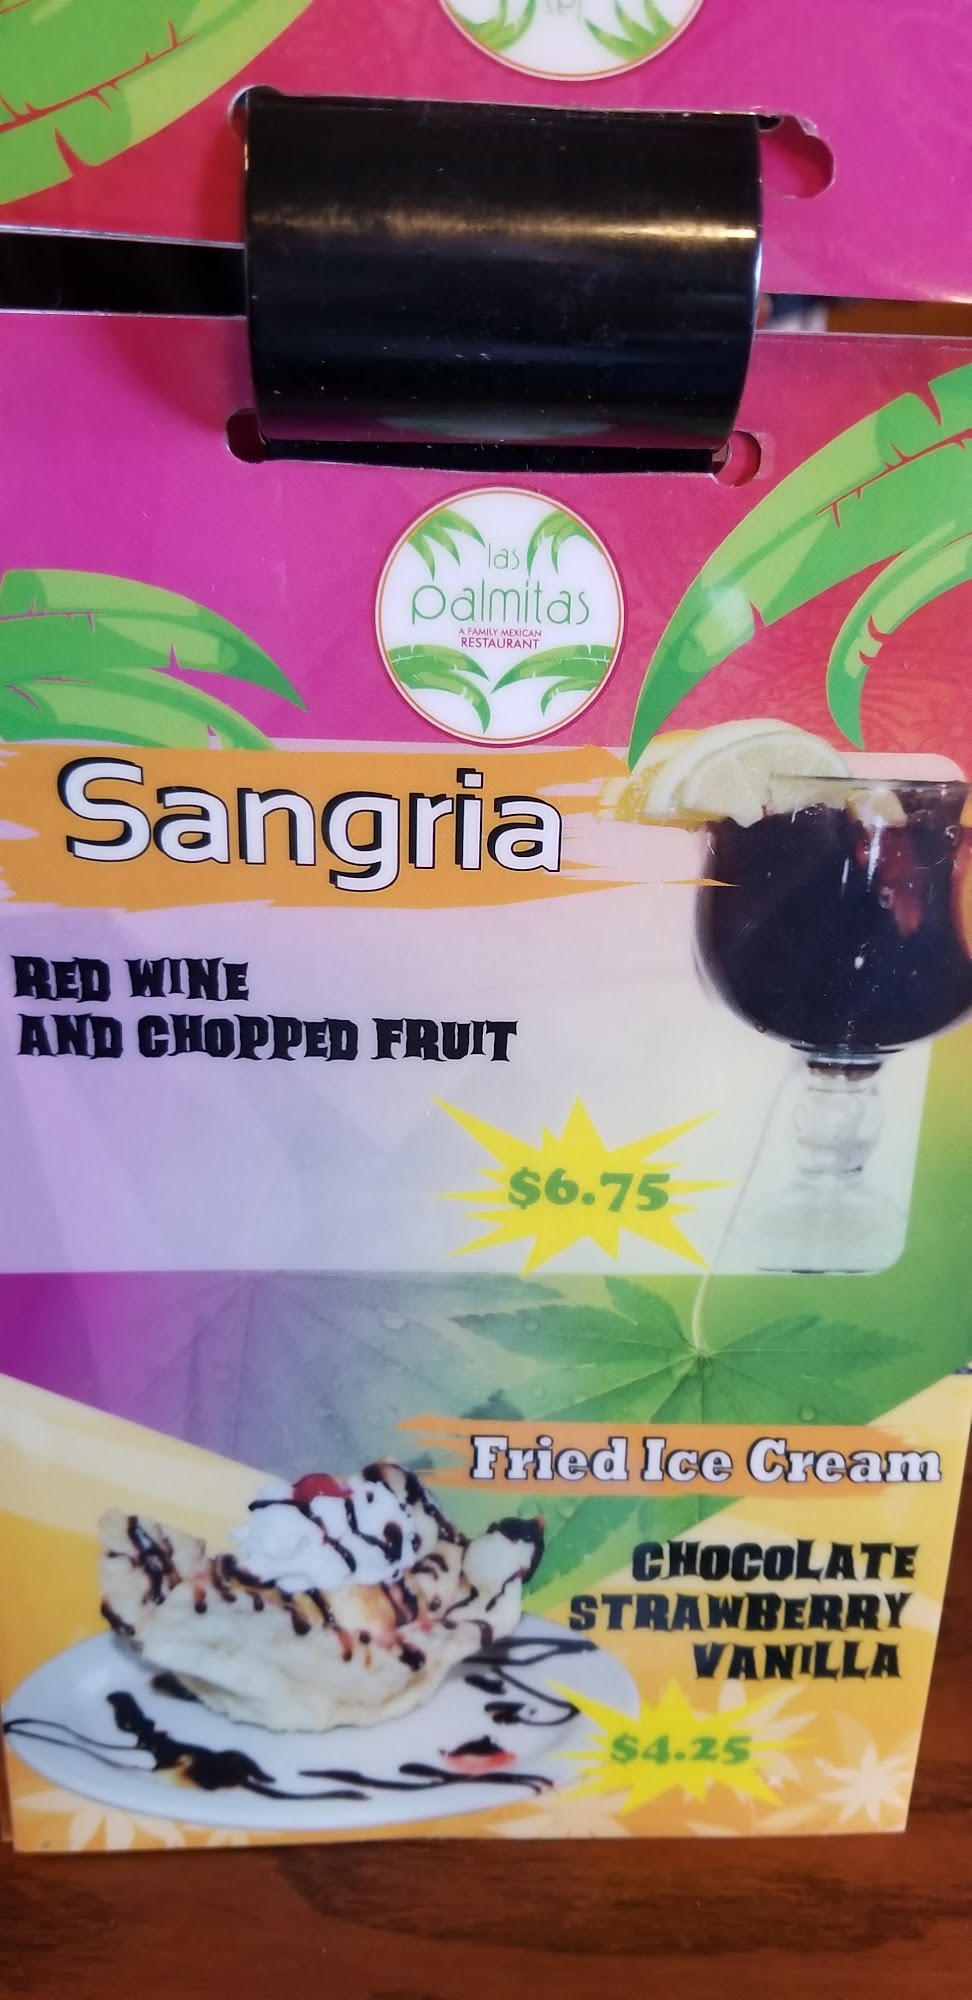 las
palmitas
A FAMILY MEXICAN
RESTAURANT
Sangria
RED WINE
AND CHOPPED FRUIT
$6.75
Fried Ice Cream
CHOCOLATE
STRAWBERRY
VANILLA
$4.25